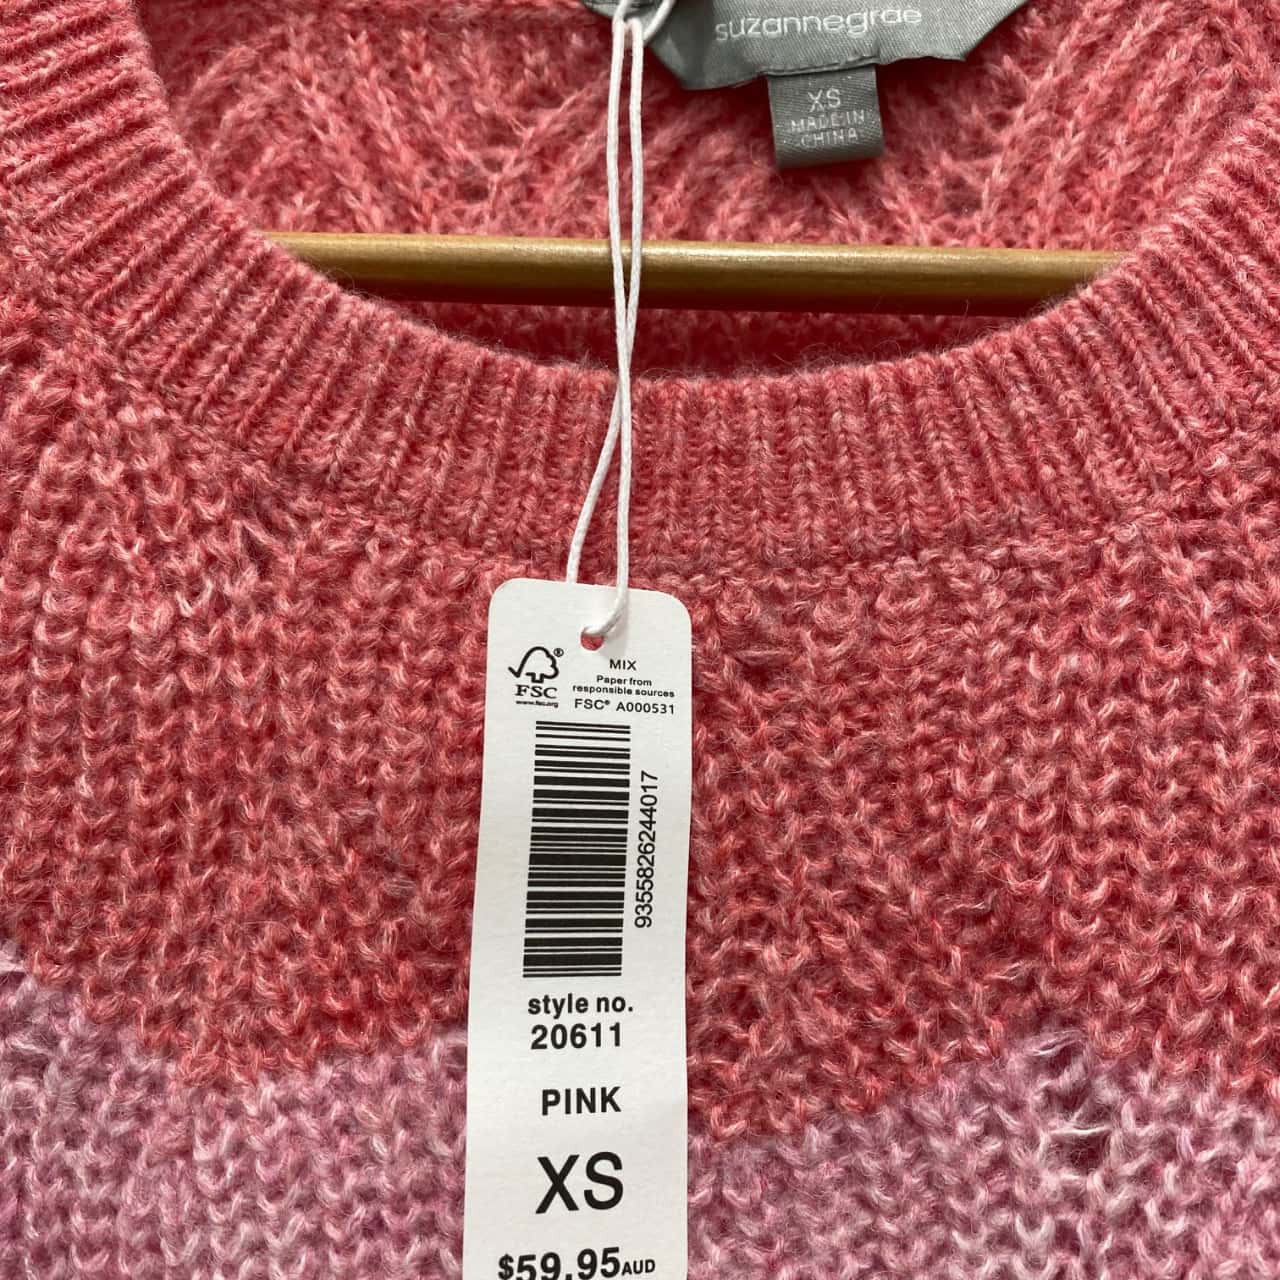 suzannegrae
XS
MADE IN
CHINA
FSC®
www.fsc.org
MIX
Paper from
responsible sources
FSC® A000531
9355826244017
style no.
20611
PINK
XS
$59.95AUD